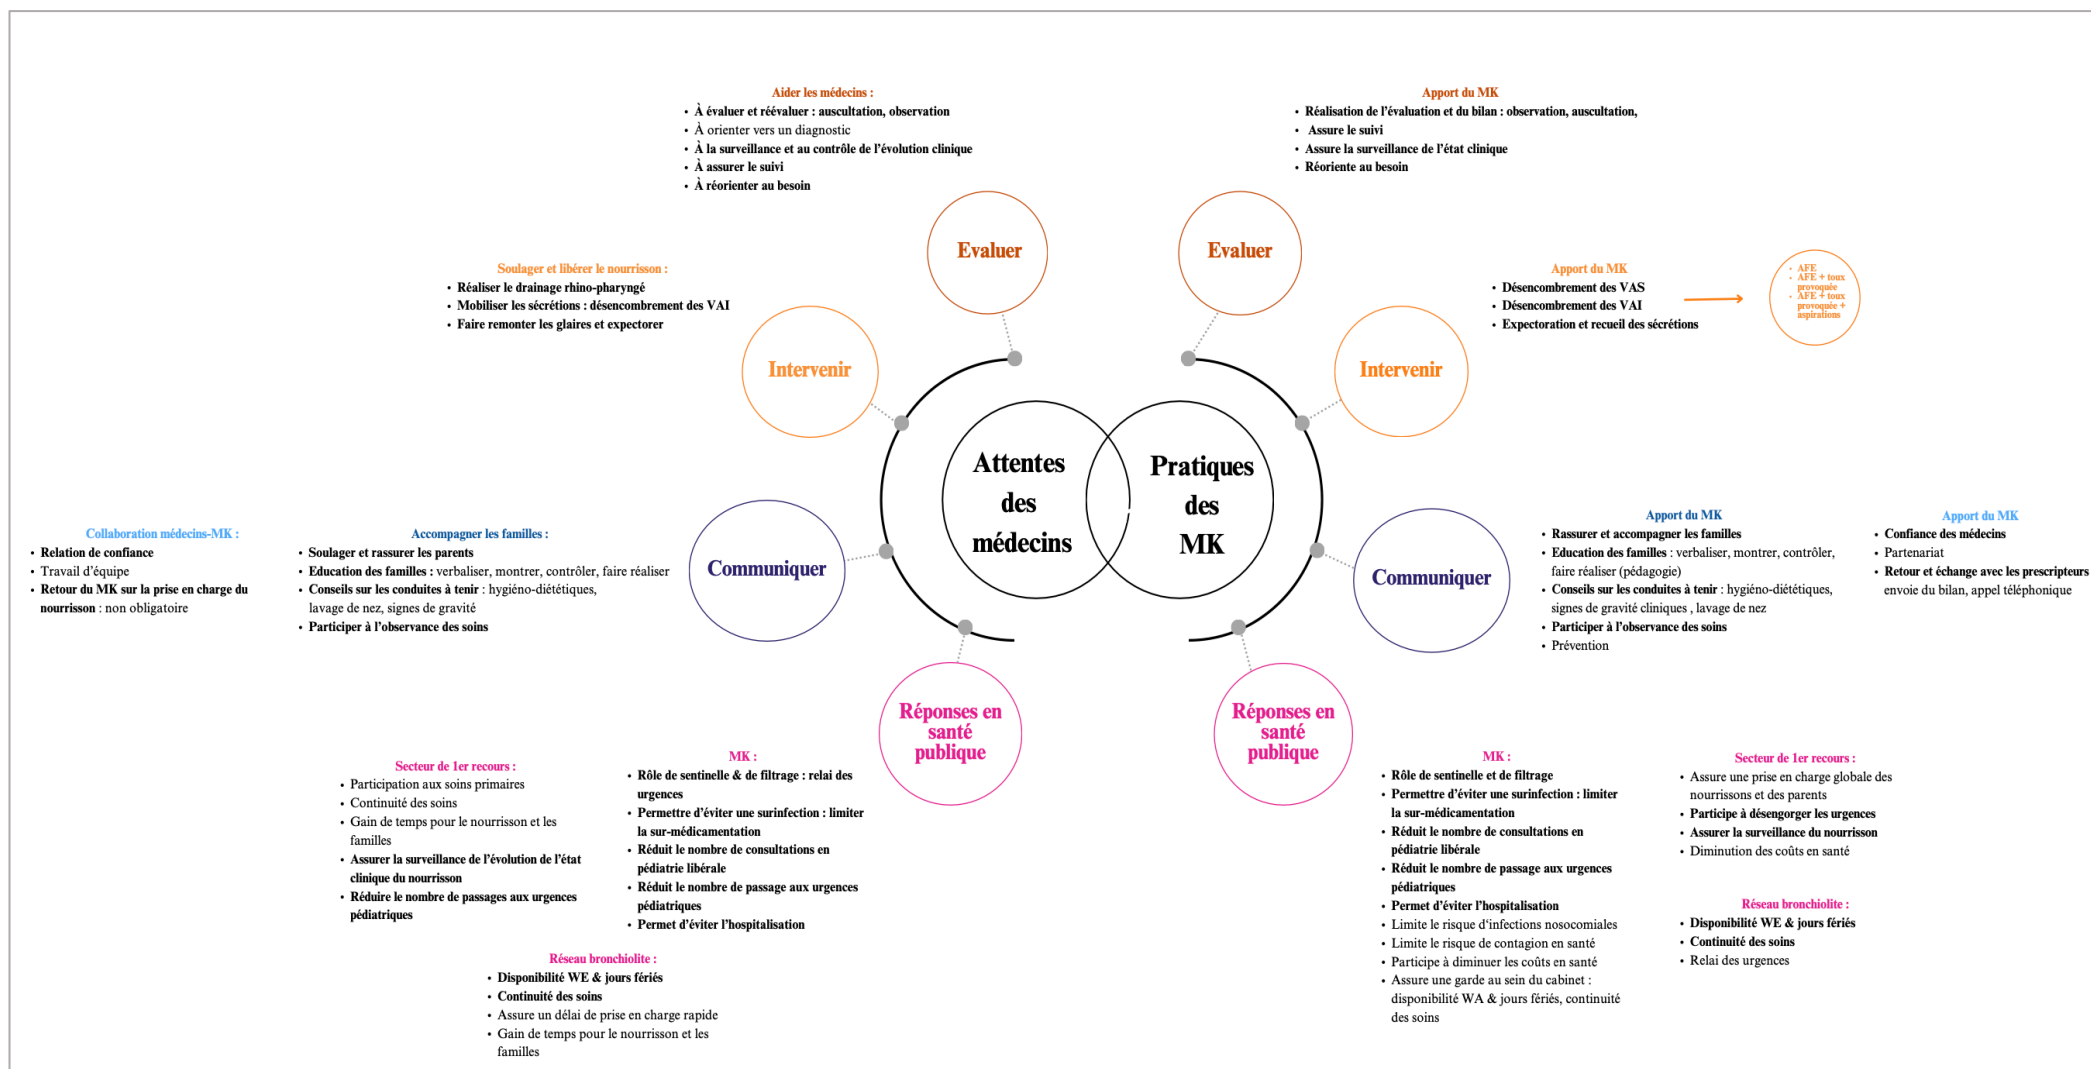 Aider les médecins :
• À évaluer et réévaluer : auscultation, observation
• À orienter vers un diagnostic
• À la surveillance et au contrôle de l'évolution clinique
• À assurer le suivi
• À réorienter au besoin
Evaluer
Soulager et libérer le nourrisson :
• Réaliser le drainage rhino-pharyngé
• Mobiliser les sécrétions : désencombrement des VAI
• Faire remonter les glaires et expectorer
Intervenir
Attentes
des
médecins
Collaboration médecins-MK :
• Relation de confiance
• Travail d'équipe
• Retour du MK sur la prise en charge du
nourrisson : non obligatoire
Accompagner les familles :
• Soulager et rassurer les parents
• Education des familles : verbaliser, montrer, contrôler, faire réaliser
• Conseils sur les conduites à tenir : hygiéno-diététiques,
lavage de nez, signes de gravité
• Participer à l'observance des soins
Communiquer
Réponses en
santé
publique
Secteur de 1er recours :
• Participation aux soins primaires
• Continuité des soins
• Gain de temps pour le nourrisson et les
familles
• Assurer la surveillance de l'évolution de l'état
clinique du nourrisson
• Réduire le nombre de passages aux urgences
pédiatriques
MK :
• Rôle de sentinelle & de filtrage : relai des
urgences
• Permettre d'éviter une surinfection : limiter
la sur-médicamentation
• Réduit le nombre de consultations en
pédiatrie libérale
• Réduit le nombre de passage aux urgences
pédiatriques
• Permet d'éviter l'hospitalisation
Réseau bronchiolite :
• Disponibilité WE & jours fériés
• Continuité des soins
• Assure un délai de prise en charge rapide
• Gain de temps pour le nourrisson et les
familles
Apport du MK
• Réalisation de l'évaluation et du bilan : observation, auscultation,
• Assure le suivi
• Assure la surveillance de l'état clinique
• Réoriente au besoin
Evaluer
Apport du MK
• Désencombrement des VAS
• Désencombrement des VAI
• Expectoration et recueil des sécrétions
• AFE
• AFE + toux
provoquée
• AFE + toux
provoquée +
aspirations
Intervenir
Pratiques
des
MK
Communiquer
Apport du MK
• Rassurer et accompagner les familles
• Education des familles : verbaliser, montrer, contrôler,
faire réaliser (pédagogie)
• Conseils sur les conduites à tenir : hygiéno-diététiques,
signes de gravité cliniques , lavage de nez
• Participer à l'observance des soins
• Prévention
Apport du MK
• Confiance des médecins
• Partenariat
• Retour et échange avec les prescripteurs
envoie du bilan, appel téléphonique
Réponses en
santé
publique
MK :
• Rôle de sentinelle et de filtrage
• Permettre d'éviter une surinfection : limiter
la sur-médicamentation
• Réduit le nombre de consultations en
pédiatrie libérale
• Réduit le nombre de passage aux urgences
pédiatriques
• Permet d'éviter l'hospitalisation
• Limite le risque d'infections nosocomiales
• Limite le risque de contagion en santé
• Participe à diminuer les coûts en santé
• Assure une garde au sein du cabinet :
disponibilité WA & jours fériés, continuité
des soins
Secteur de 1er recours :
• Assure une prise en charge globale des
nourrissons et des parents
• Participe à désengorger les urgences
• Assurer la surveillance du nourrisson
• Diminution des coûts en santé
Réseau bronchiolite :
• Disponibilité WE & jours fériés
• Continuité des soins
• Relai des urgences